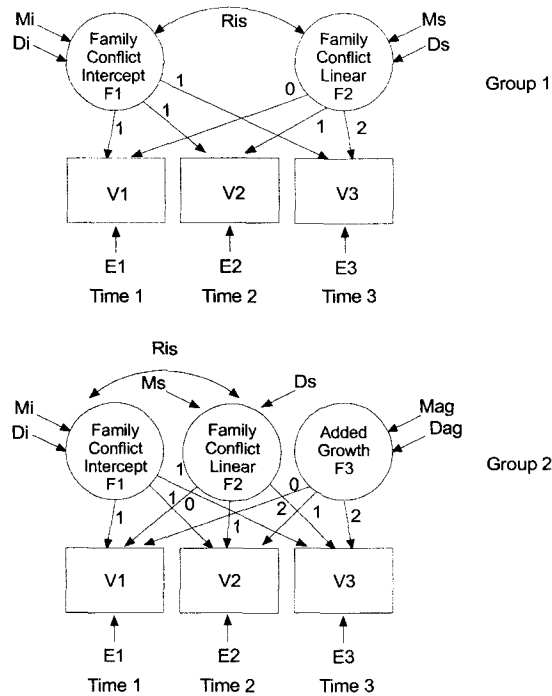 Ris
Mi
Di
Ms
Ds
Family
Conflict
Intercept
F1
Family
Conflict
Linear
F2
Group 1
1
1
1
0
1
2
V1
V2
V3
E1
E2
E3
Time 1
Time 2
Time 3
Ris
Ms
Ds
Mi
Di
Mag
Dag
Family
Conflict
Intercept
F1
Family
Conflict
Linear
F2
Added
Growth
F3
Group 2
1
1
1
0
1
2
0
1
2
V1
V2
V3
E1
E2
E3
Time 1
Time 2
Time 3